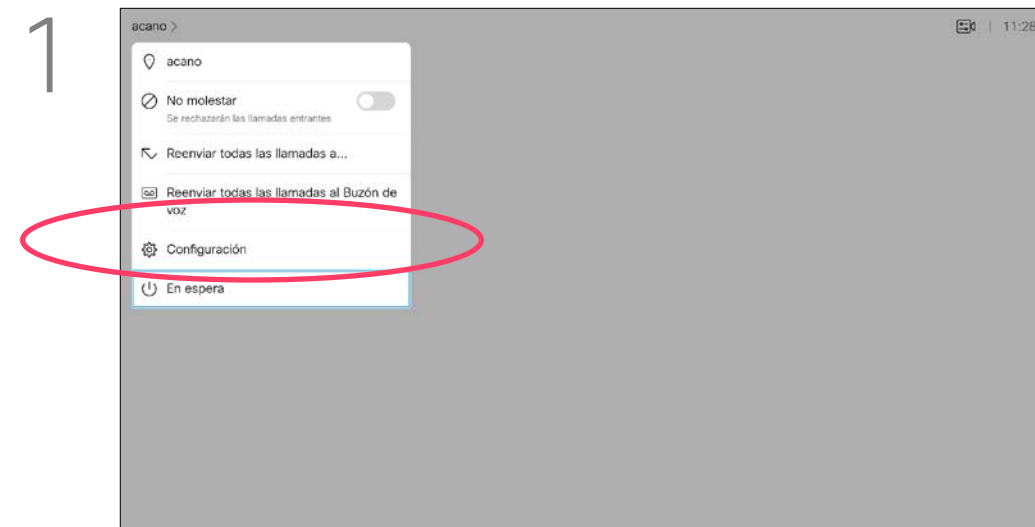 1
acano >
11:28
acano
No molestar
Se rechazarán las llamadas entrantes
Reenviar todas las llamadas a...
Reenviar todas las llamadas al Buzón de
voz
Configuración
En espera